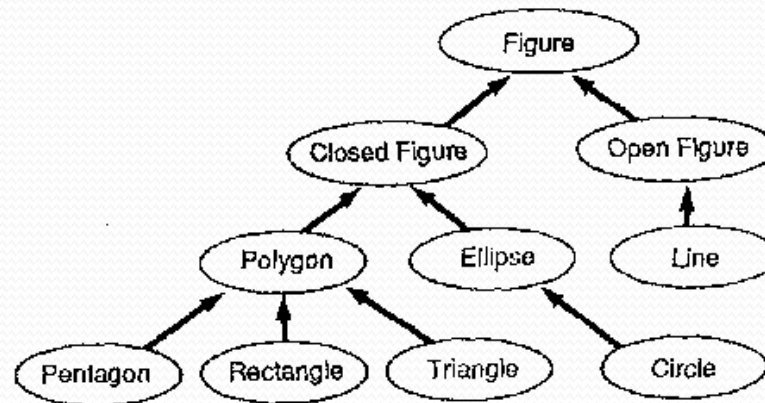 Figure
Closed Figure
Open Figure
Polygon
Ellipse
Line
Pentagon
Rectangle
Triangle
Circle